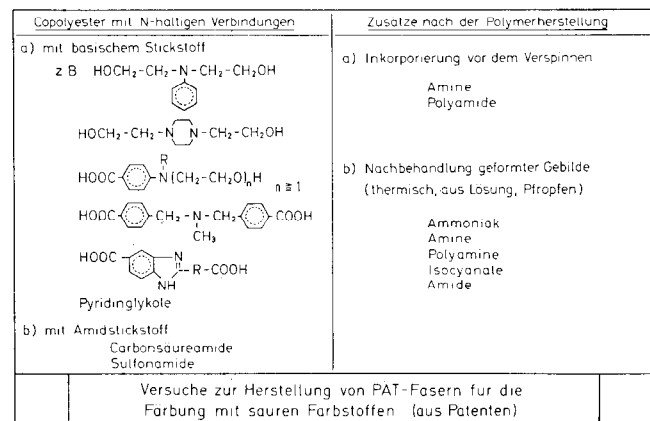 Copolyester mit N-haltigen Verbindungen
a) mit basischem Stickstoff
z B HOCH2-CH2-N-CH2-CH2OH
HOCH2-CH2-N N-CH2-CH2OH
R
HOOC N(CH2-CH2O)nH n ≧ 1
HOOC CH2-N-CH2 COOH
CH3
HOOC N R-COOH
NH
Pyridinglykole
b) mit Amidstickstoff
Carbonsäureamide
Sulfonamide
Zusätze nach der Polymerherstellung
a) Inkorporierung vor dem Verspinnen
Amine
Polyamide
b) Nachbehandlung geformter Gebilde
(thermisch, aus Lösung, Pfropfen)
Ammoniak
Amine
Polyamine
Isocyanate
Amide
Versuche zur Herstellung von PÄT-Fasern für die
Färbung mit sauren Farbstoffen (aus Patenten)